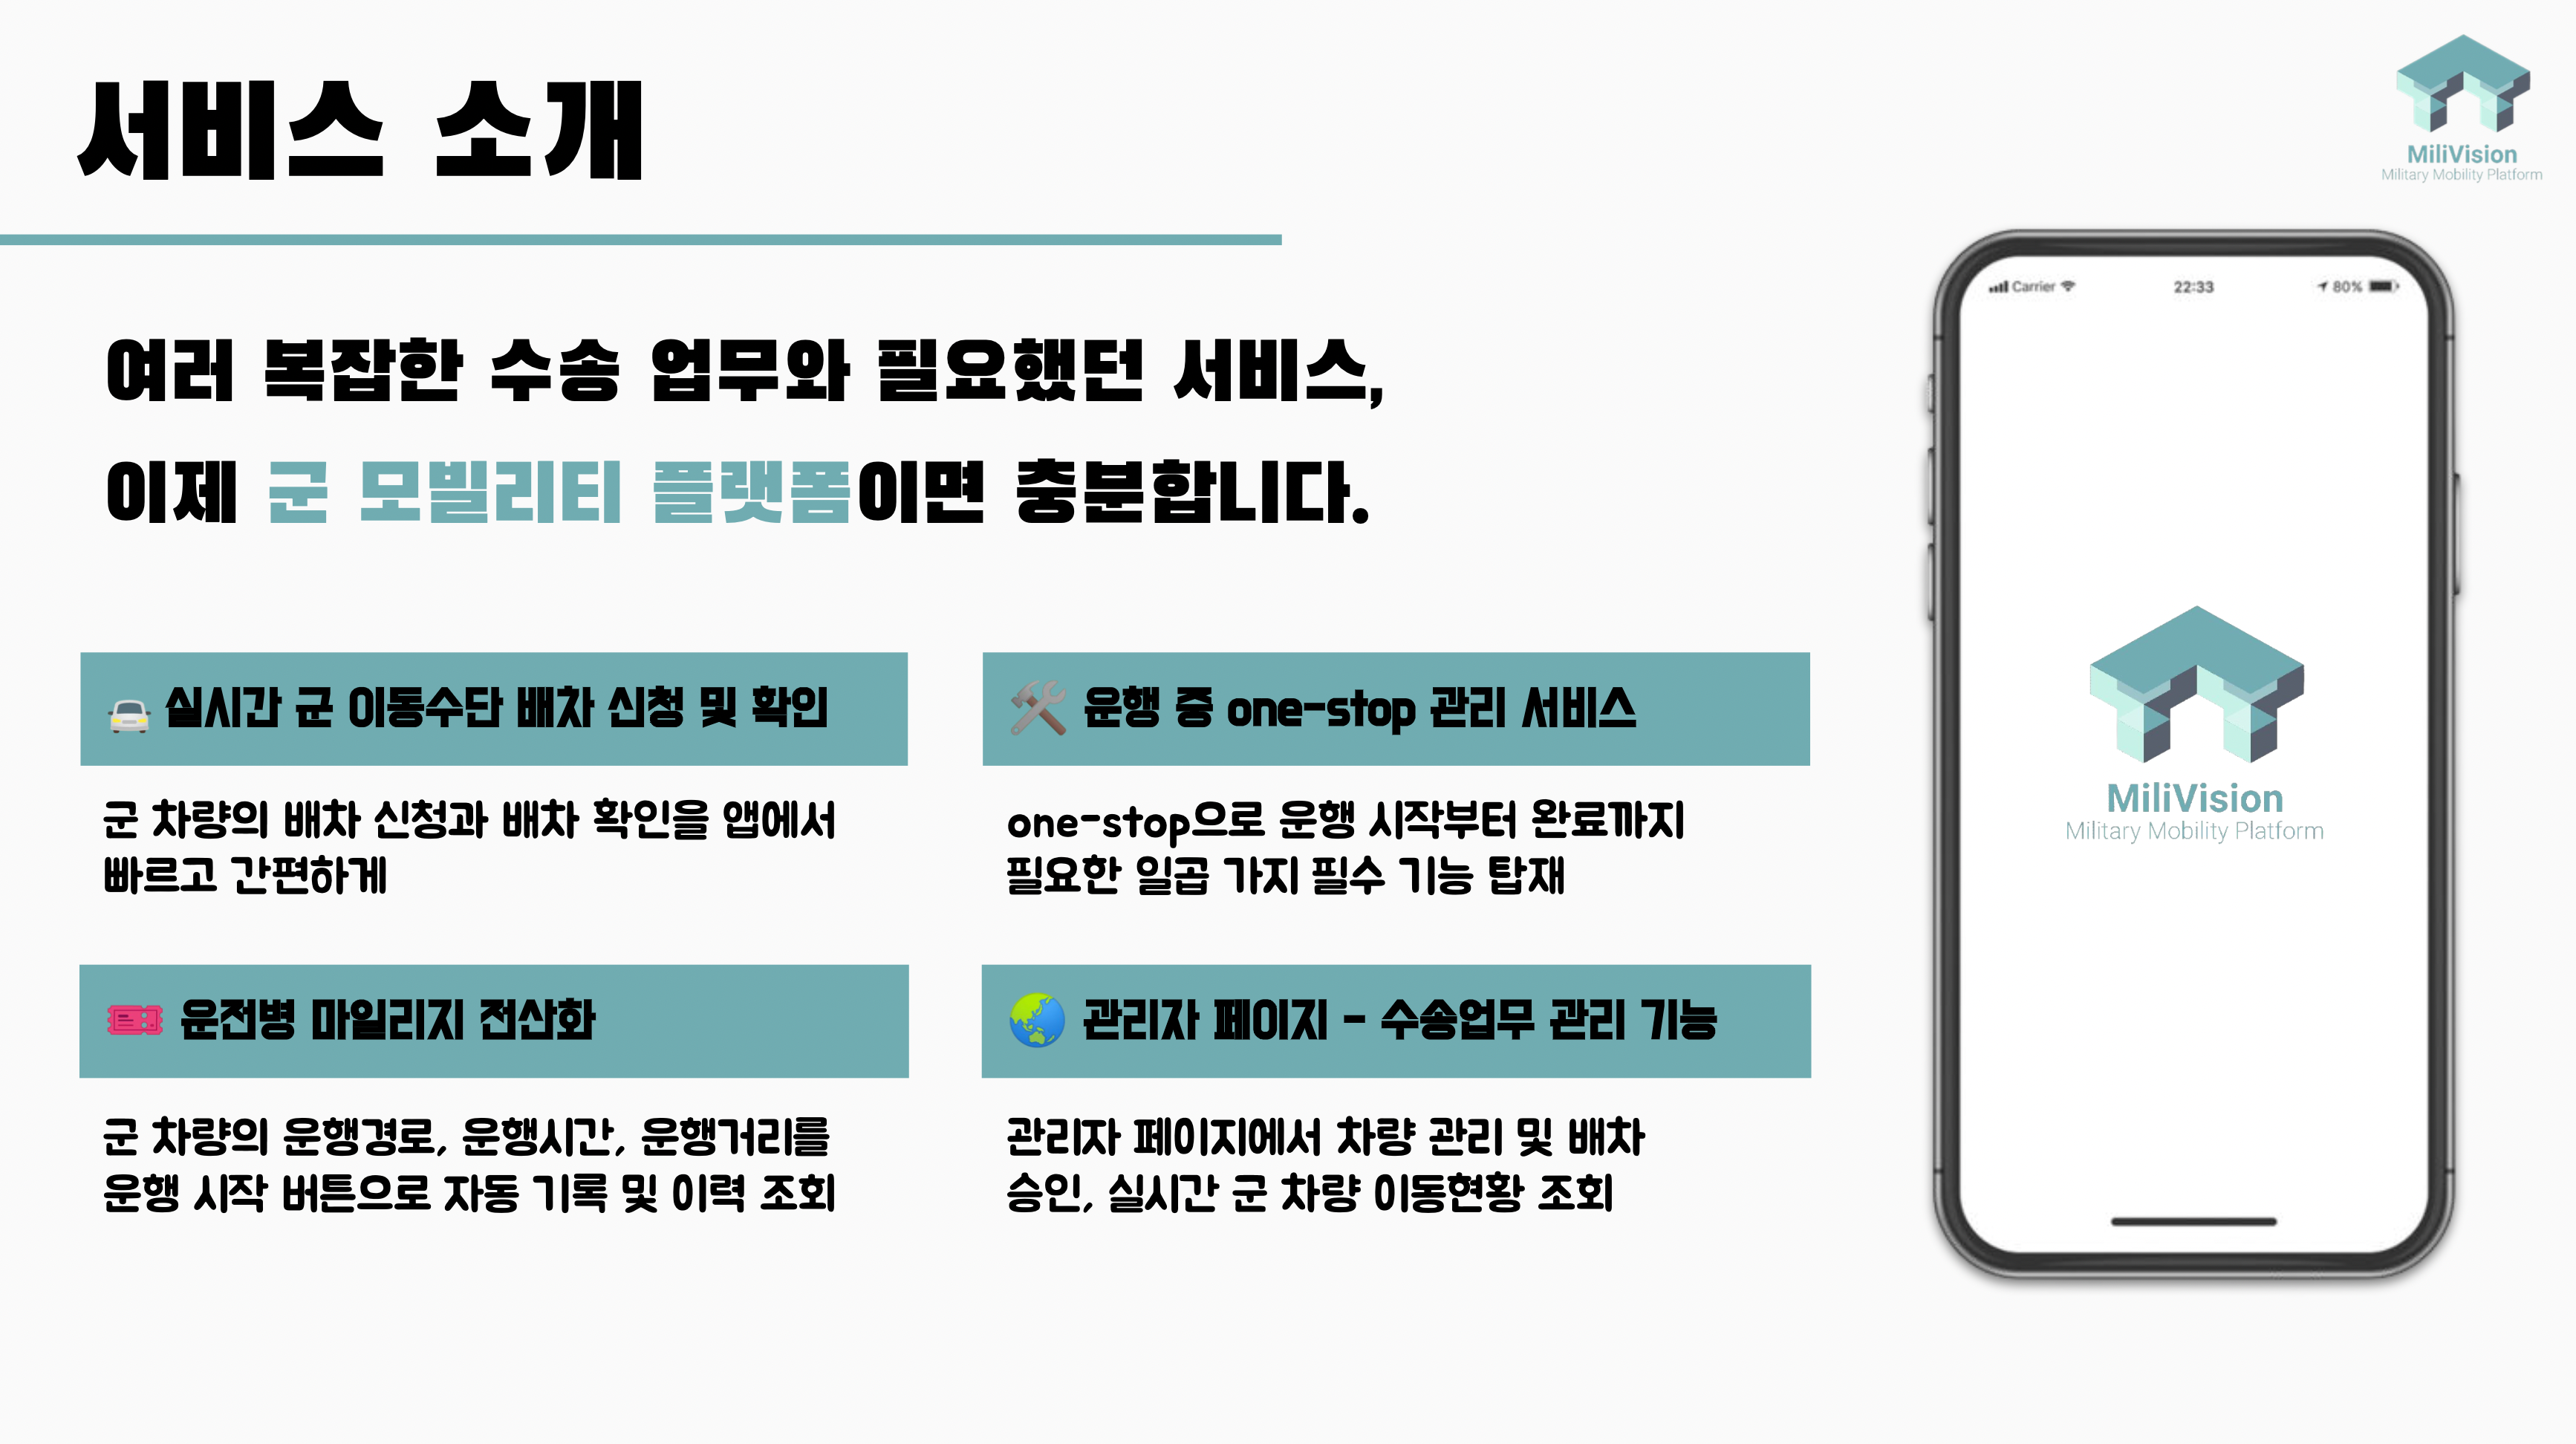 서비스 소개
MiliVision
Military Mobility Platform
여러 복잡한 수송 업무와 필요했던 서비스,
이제 군 모빌리티 플랫폼이면 충분합니다.
🚘 실시간 군 이동수단 배차 신청 및 확인
군 차량의 배차 신청과 배차 확인을 앱에서
빠르고 간편하게
🛠 운행 중 one-stop 관리 서비스
one-stop으로 운행 시작부터 완료까지
필요한 일곱 가지 필수 기능 탑재
🎫 운전병 마일리지 전산화
군 차량의 운행경로, 운행시간, 운행거리를
운행 시작 버튼으로 자동 기록 및 이력 조회
🌏 관리자 페이지 - 수송업무 관리 기능
관리자 페이지에서 차량 관리 및 배차
승인, 실시간 군 차량 이동현황 조회
Carrier 22:33 80%
MiliVision
Military Mobility Platform